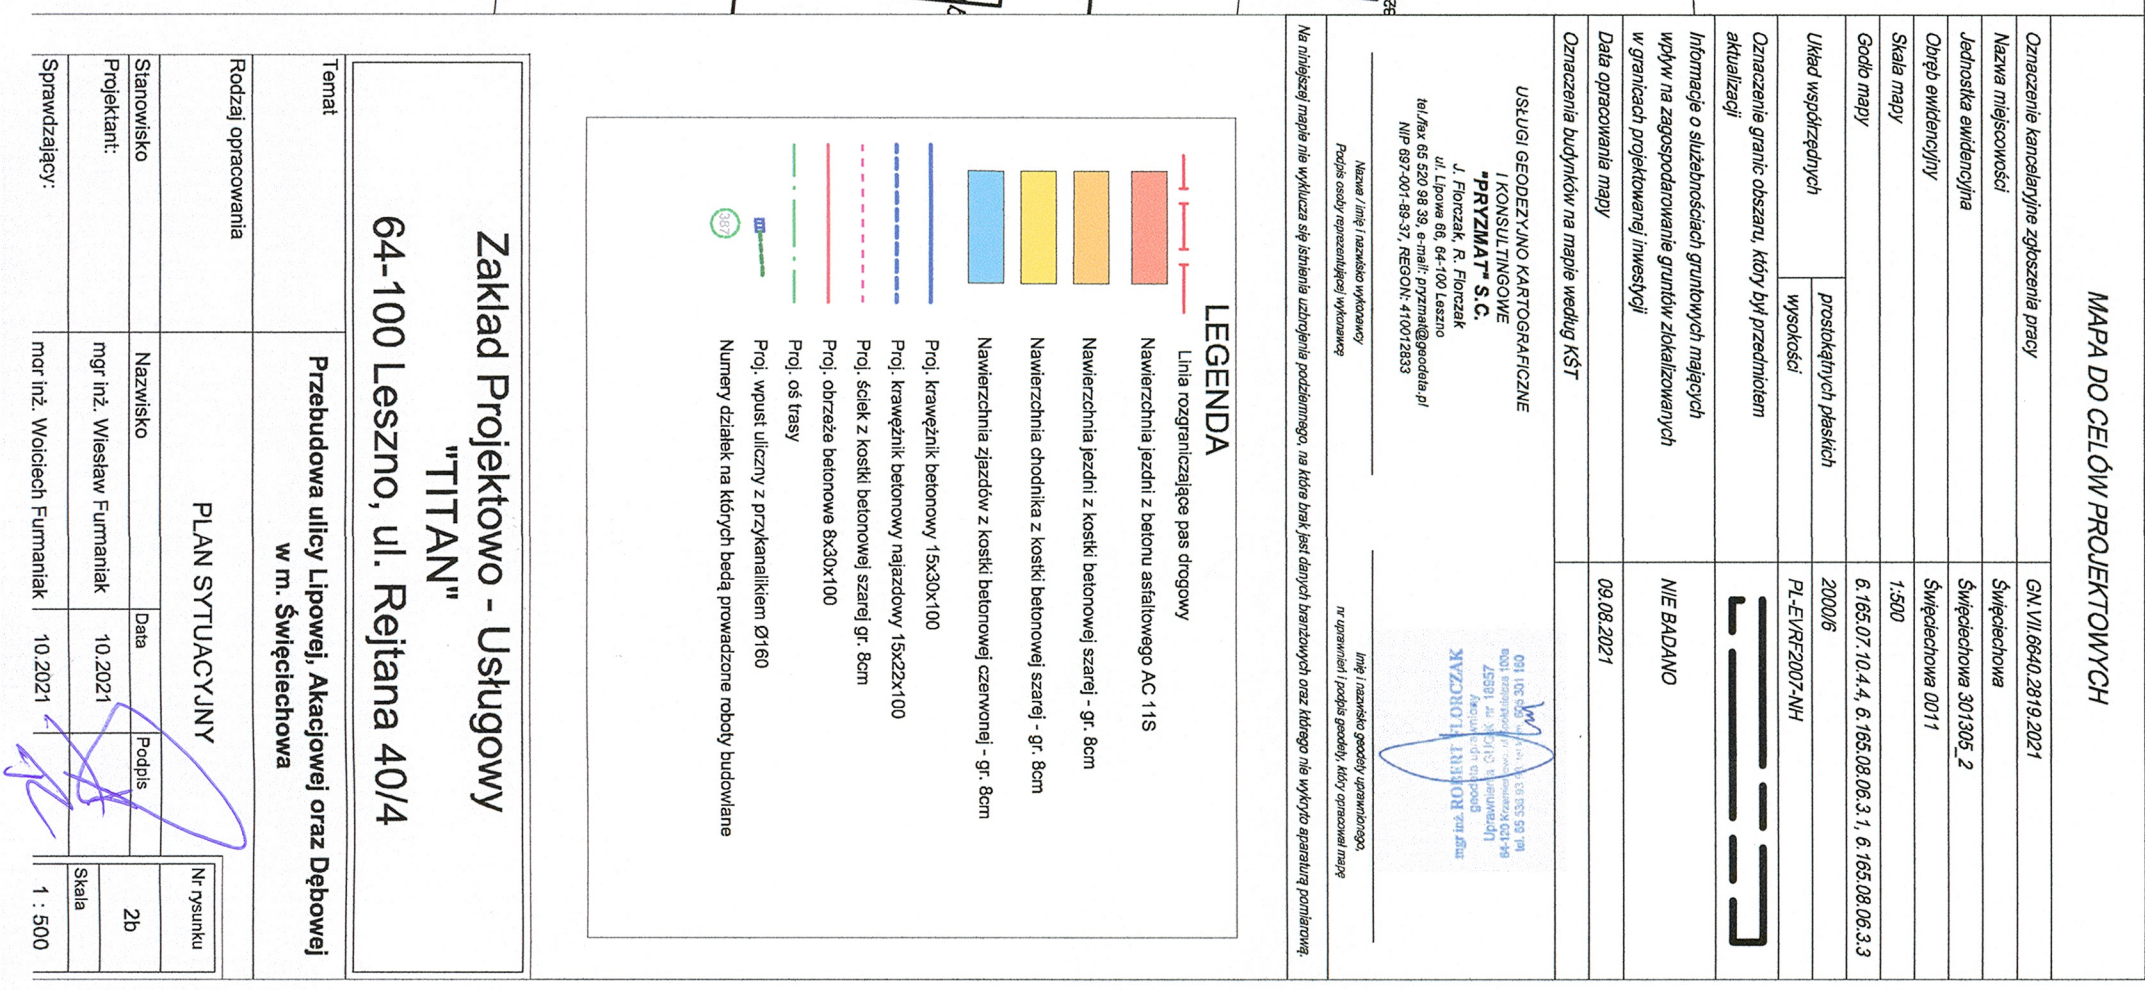 MAPA DO CELÓW PROJEKTOWYCH
Oznaczenie kancelaryjne zgłoszenia pracy GN.VII.6640.2819.2021
Nazwa miejscowości Święciechowa
Jednostka ewidencyjna Święciechowa 301305_2
Obręb ewidencyjny Święciechowa 0011
Skala mapy 1:500
Godło mapy 6.165.07.10.4.4, 6.165.08.06.3.1, 6.165.08.06.3.3
Układ współrzędnych
prostokątnych płaskich 2000/6
wysokości PL-EVRF2007-NH
Oznaczenie granic obszaru, który był przedmiotem
aktualizacji
Informacje o służebnościach gruntowych mających
wpływ na zagospodarowanie gruntów zlokalizowanych
w granicach projektowanej inwestycji
NIE BADANO
Data opracowania mapy 09.08.2021
Oznaczenia budynków na mapie według KŚT
USŁUGI GEODEZYJNO KARTOGRAFICZNE
I KONSULTINGOWE
"PRYZMAT" S.C.
J. Florczak, R. Florczak
ul. Lipowa 66, 64-100 Leszno
tel./fax 65 520 98 39, e-mail: pryzmat@geodeta.pl
NIP 697-001-89-37, REGON: 410012833
mgr inż. ROBERT FLORCZAK
geodeta uprawniony
Nazwa / imię i nazwisko wykonawcy
Podpis osoby reprezentującej wykonawcę
Imię i nazwisko geodety uprawnionego,
nr uprawnień i podpis geodety, który opracował mapę
Na niniejszej mapie nie wyklucza się istnienia uzbrojenia podziemnego, na które brak jest danych branżowych oraz którego nie wykryto aparaturą pomiarową.
LEGENDA
Linia rozgraniczające pas drogowy
Nawierzchnia jezdni z betonu asfaltowego AC 11S
Nawierzchnia jezdni z kostki betonowej szarej - gr. 8cm
Nawierzchnia chodnika z kostki betonowej szarej - gr. 8cm
Nawierzchnia zjazdów z kostki betonowej czerwonej - gr. 8cm
Proj. krawężnik betonowy 15x30x100
Proj. krawężnik betonowy najazdowy 15x22x100
Proj. ściek z kostki betonowej szarej gr. 8cm
Proj. obrzeże betonowe 8x30x100
Proj. oś trasy
Proj. wpust uliczny z przykanalikiem Ø160
387
Numery działek na których będą prowadzone roboty budowlane
Zakład Projektowo - Usługowy
"TITAN"
64-100 Leszno, ul. Rejtana 40/4
Temat
Przebudowa ulicy Lipowej, Akacjowej oraz Dębowej
w m. Święciechowa
Rodzaj opracowania
PLAN SYTUACYJNY
Nr rysunku
2b
Stanowisko Nazwisko Data Podpis
Projektant: mgr inż. Wiesław Furmaniak 10.2021
Skala
Sprawdzający: mgr inż. Wojciech Furmaniak 10.2021
1 : 500